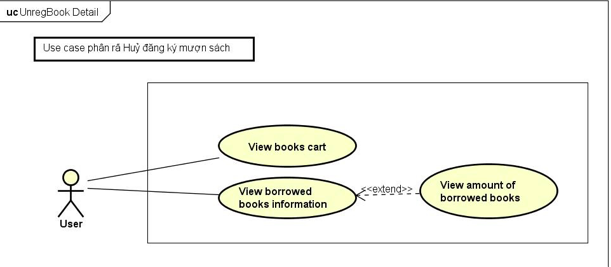 uc UnregBook Detail
Use case phân rã Huỷ đăng ký mượn sách
View books cart
View borrowed
books information
<<extend>>
View amount of
borrowed books
User